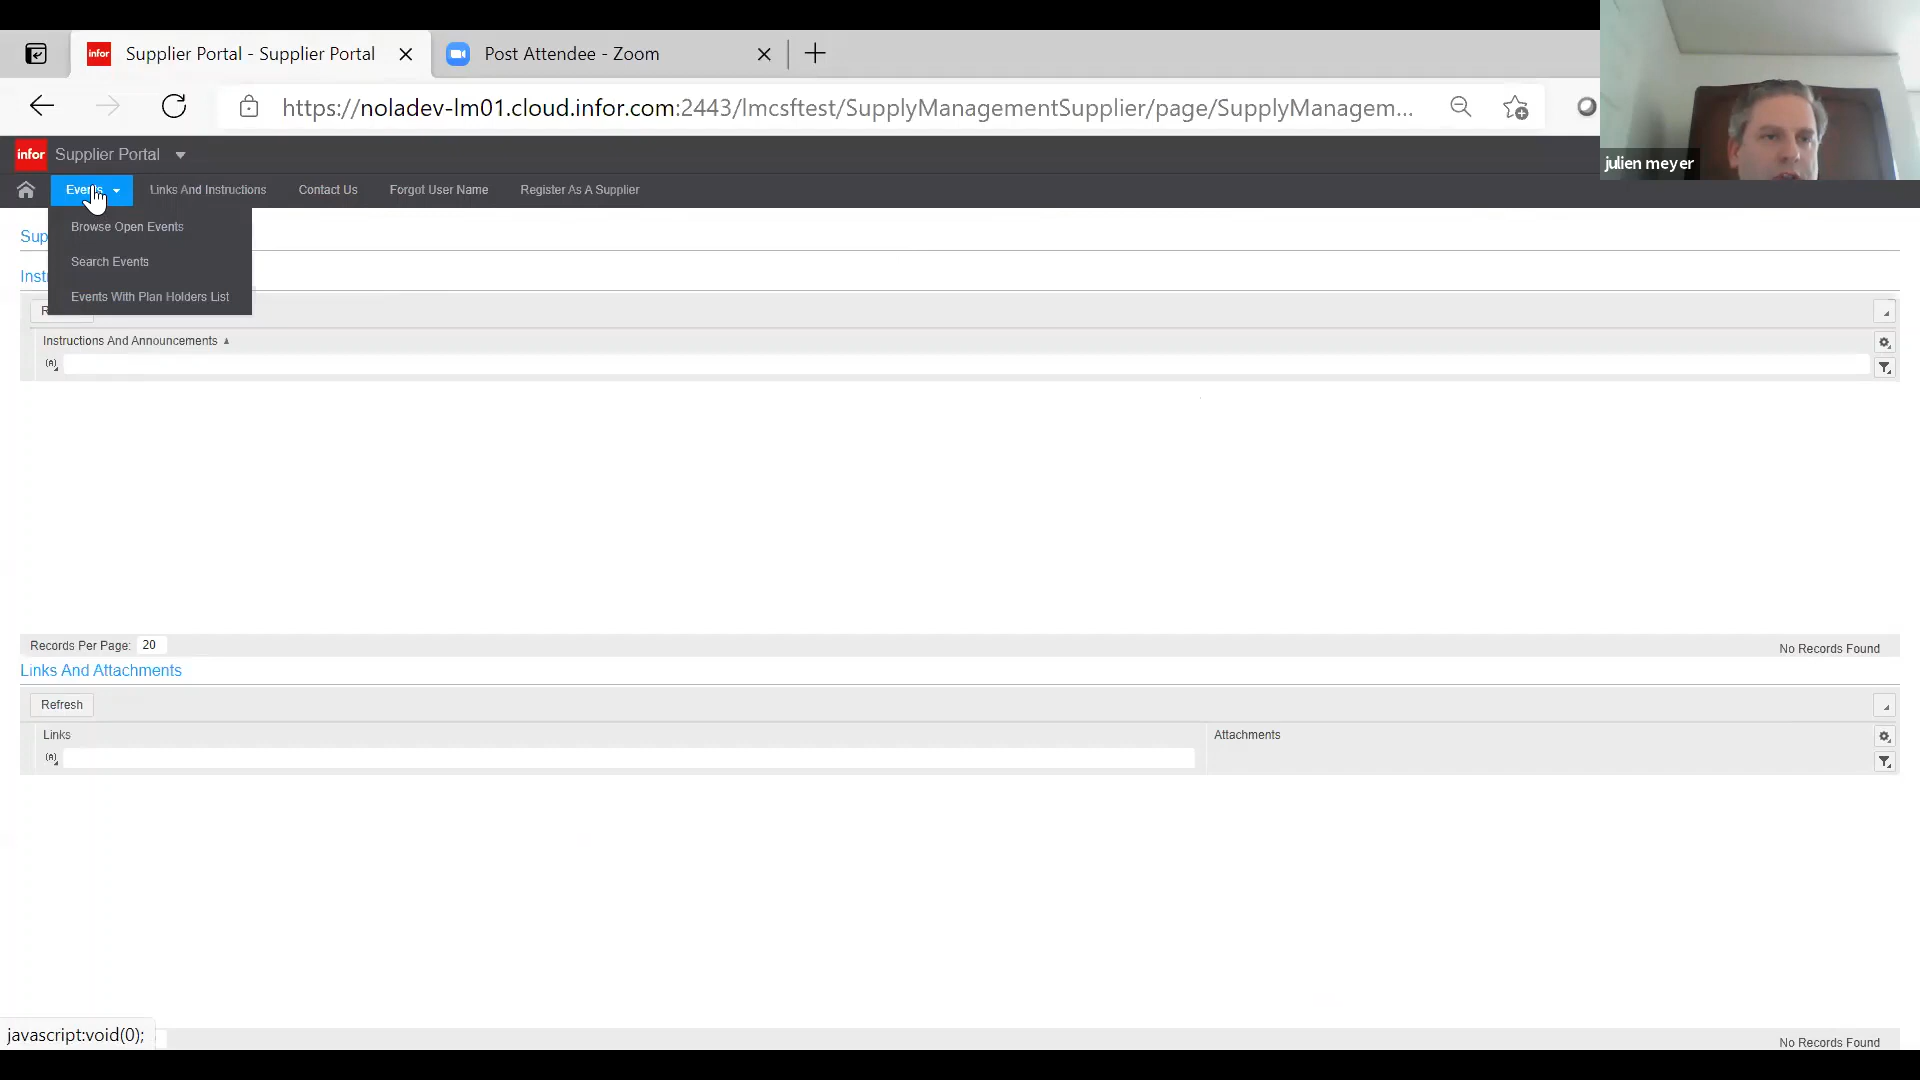 Supplier Portal - Supplier Portal
Post Attendee - Zoom
https://noladev-lm01.cloud.infor.com:2443/lmcsftest/SupplyManagementSupplier/page/SupplyManagem...
julien meyer
infor Supplier Portal
Events Links And Instructions Contact Us Forgot User Name Register As A Supplier
Browse Open Events
Sup
Search Events
Inst
Events With Plan Holders List
R
Instructions And Announcements
Records Per Page: 20
No Records Found
Links And Attachments
Refresh
Links Attachments
javascript:void(0);
No Records Found